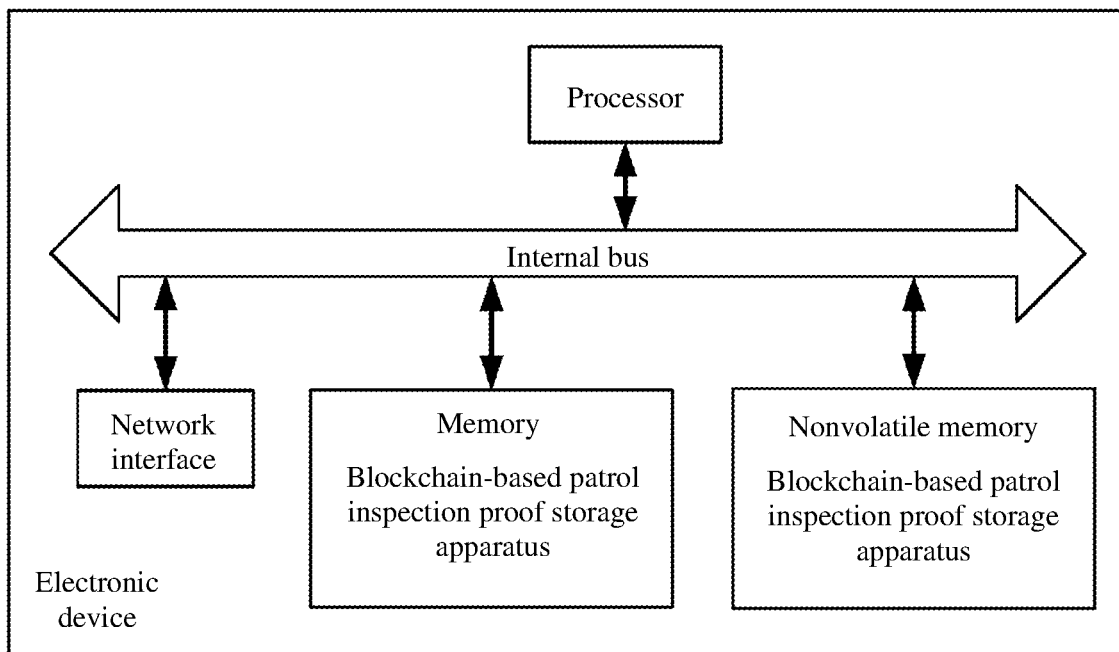 Processor
Internal bus
Network
interface
Memory
Blockchain-based patrol
inspection proof storage
apparatus
Nonvolatile memory
Blockchain-based patrol
inspection proof storage
apparatus
Electronic
device